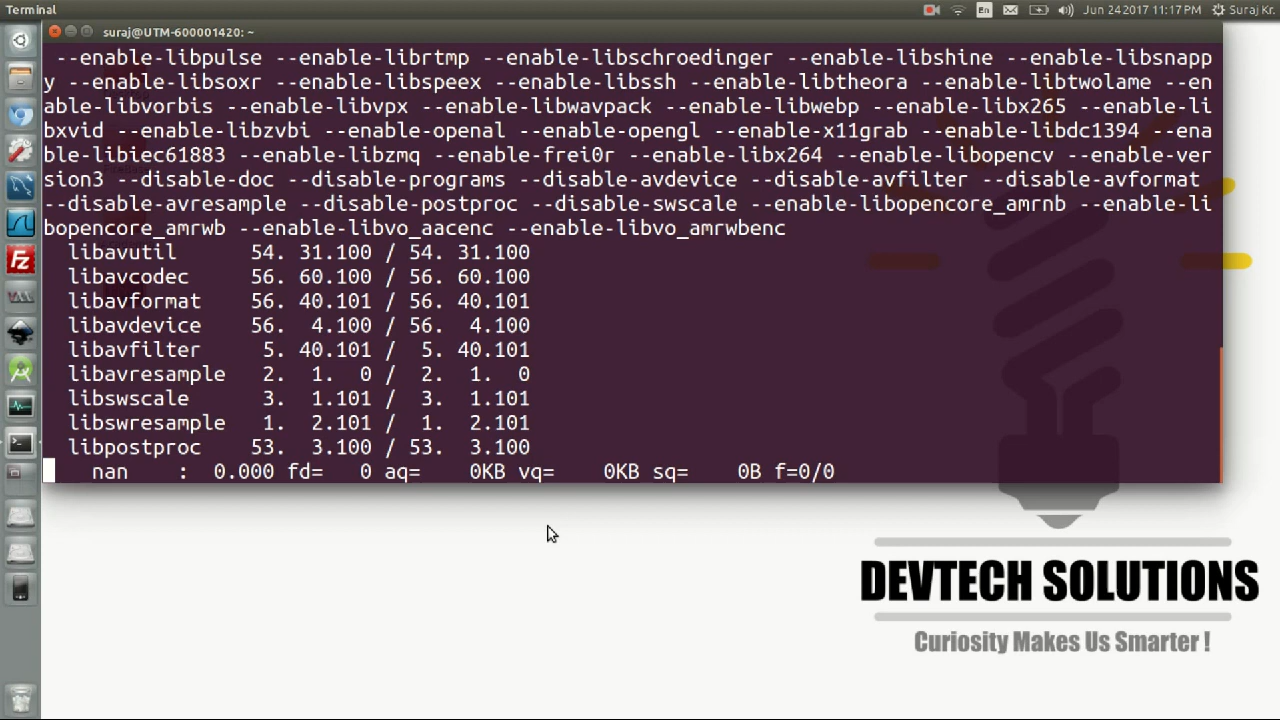 Terminal
En
Jun 24 2017 11:17 PM
Suraj Kr.
suraj@UTM-600001420: ~
--enable-libpulse --enable-librtmp --enable-libschroedinger --enable-libshine --enable-libsnapp
y --enable-libsoxr --enable-libspeex --enable-libssh --enable-libtheora --enable-libtwolame --en
able-libvorbis --enable-libvpx --enable-libwavpack --enable-libwebp --enable-libx265 --enable-li
bxvid --enable-libzvbi --enable-openal --enable-opengl --enable-x11grab --enable-libdc1394 --ena
ble-libiec61883 --enable-libzmq --enable-frei0r --enable-libx264 --enable-libopencv --enable-ver
sion3 --disable-doc --disable-programs --disable-avdevice --disable-avfilter --disable-avformat
--disable-avresample --disable-postproc --disable-swscale --enable-libopencore_amrnb --enable-li
bopencore_amrwb --enable-libvo_aacenc --enable-libvo_amrwbenc
libavutil 54. 31.100 / 54. 31.100
libavcodec 56. 60.100 / 56. 60.100
libavformat 56. 40.101 / 56. 40.101
libavdevice 56. 4.100 / 56. 4.100
libavfilter 5. 40.101 / 5. 40.101
libavresample 2. 1. 0 / 2. 1. 0
libswscale 3. 1.101 / 3. 1.101
libswresample 1. 2.101 / 1. 2.101
libpostproc 53. 3.100 / 53. 3.100
nan : 0.000 fd= 0 aq= 0KB vq= 0KB sq= 0B f=0/0
DEVTECH SOLUTIONS
Curiosity Makes Us Smarter !
Fz